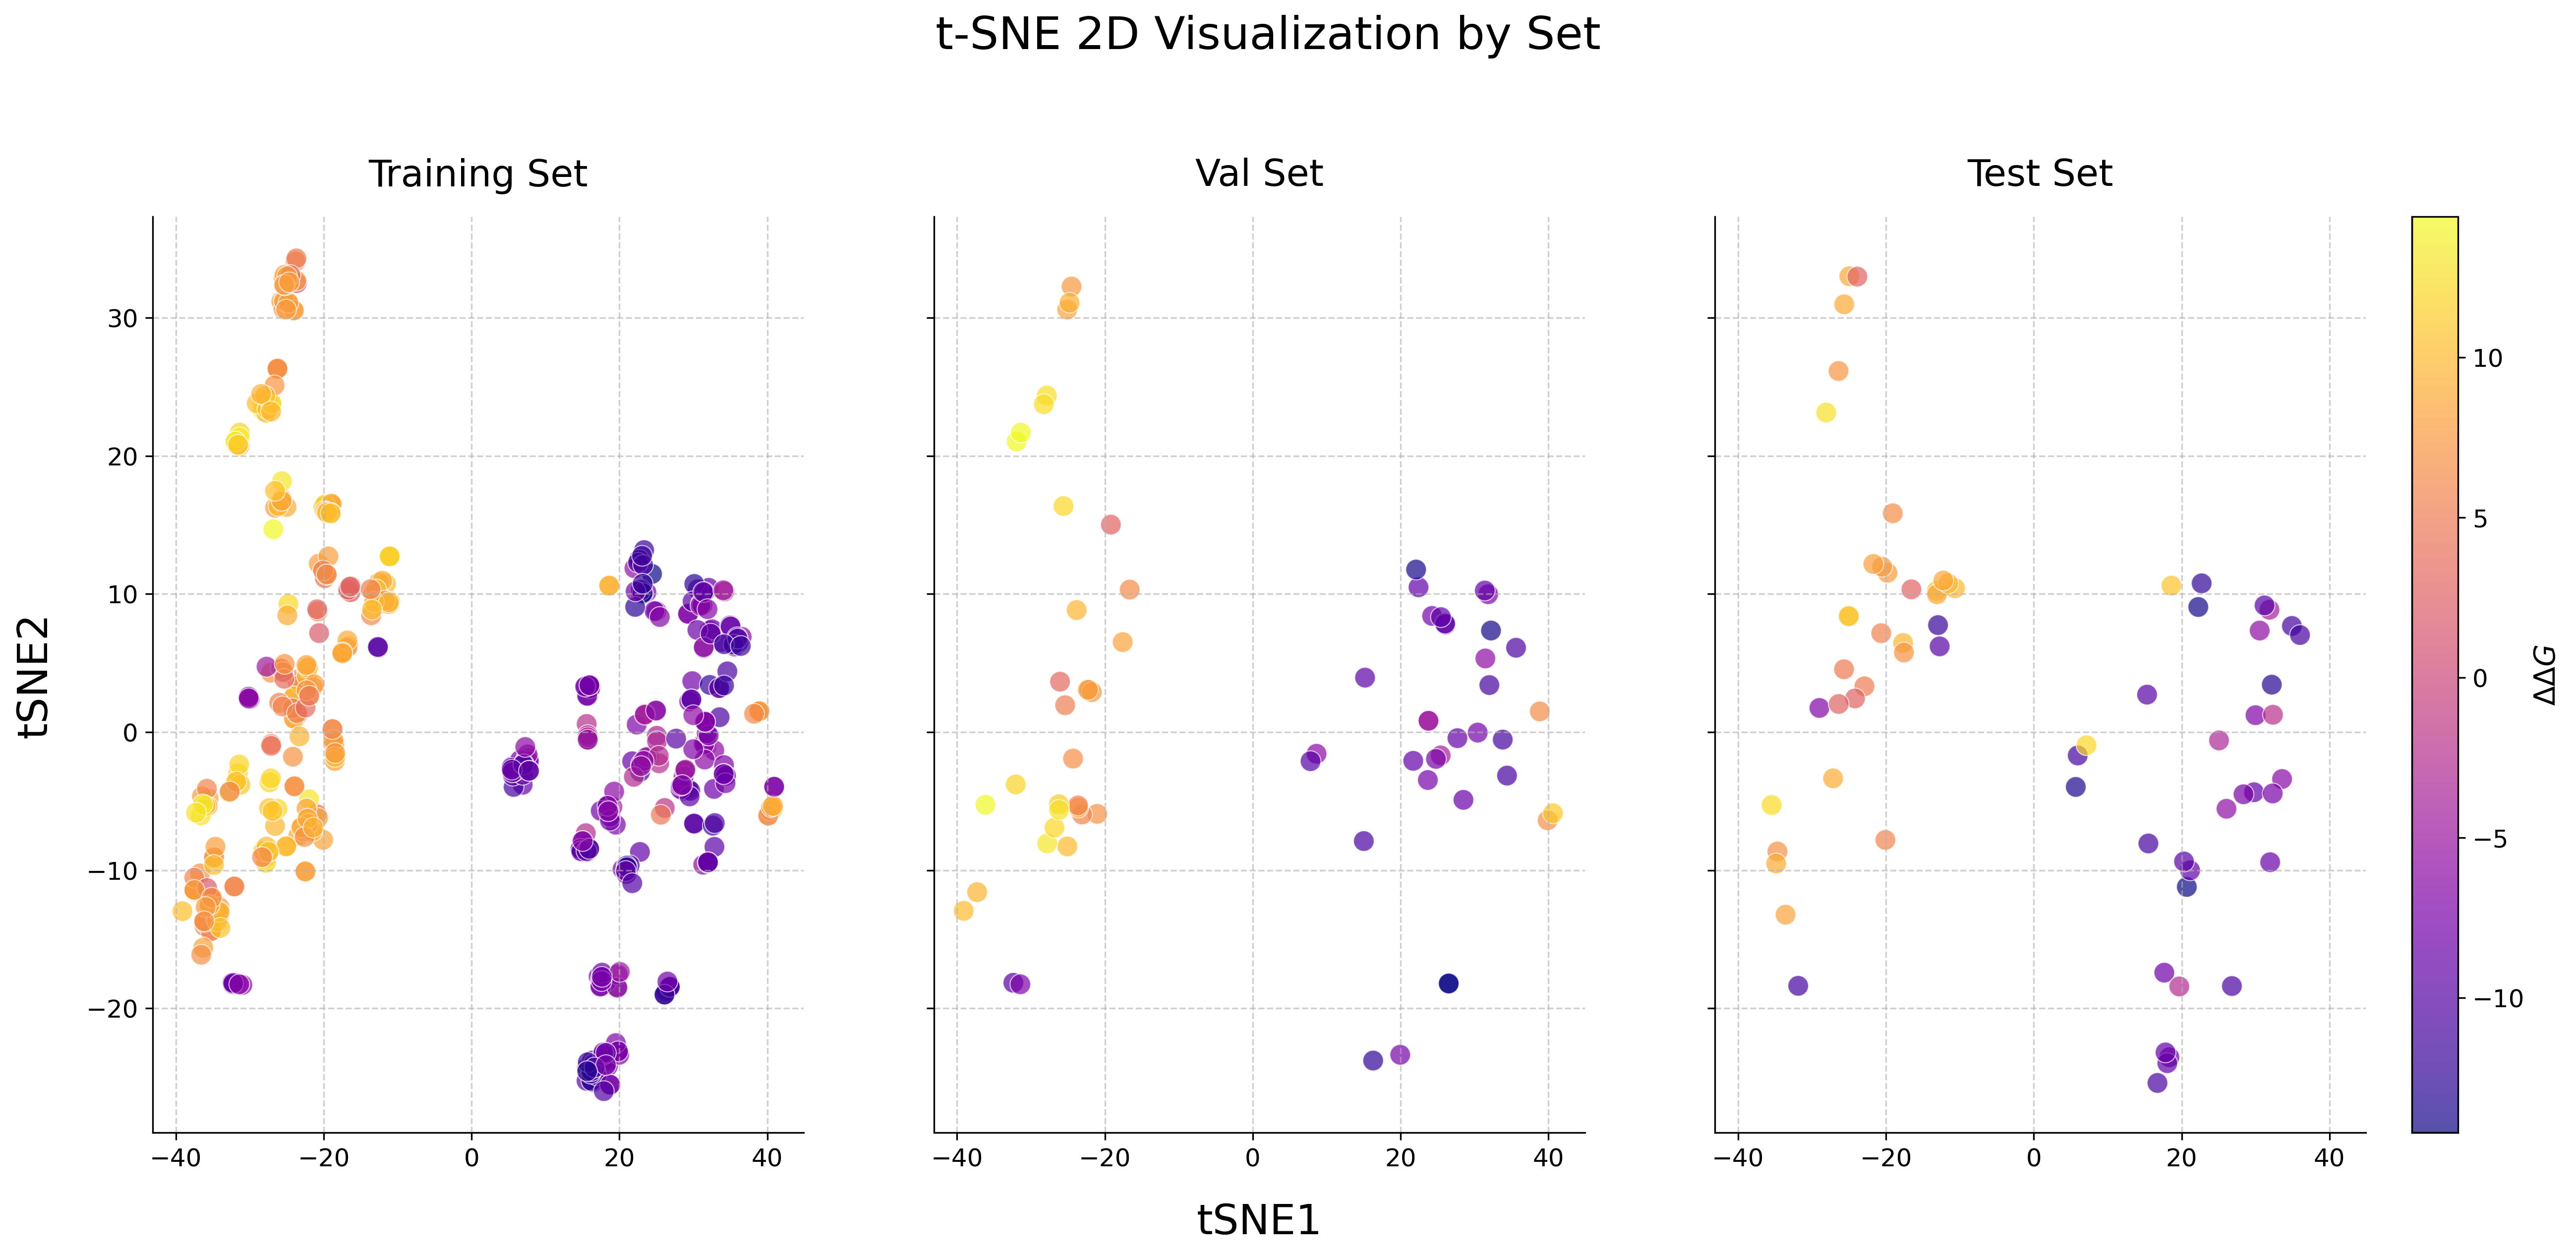 t-SNE 2D Visualization by Set
Training Set
Val Set
Test Set
tSNE2
30
20
10
0
−10
−20
−40 −20 0 20 40
−40 −20 0 20 40
−40 −20 0 20 40
tSNE1
10
5
0
−5
−10
ΔΔG